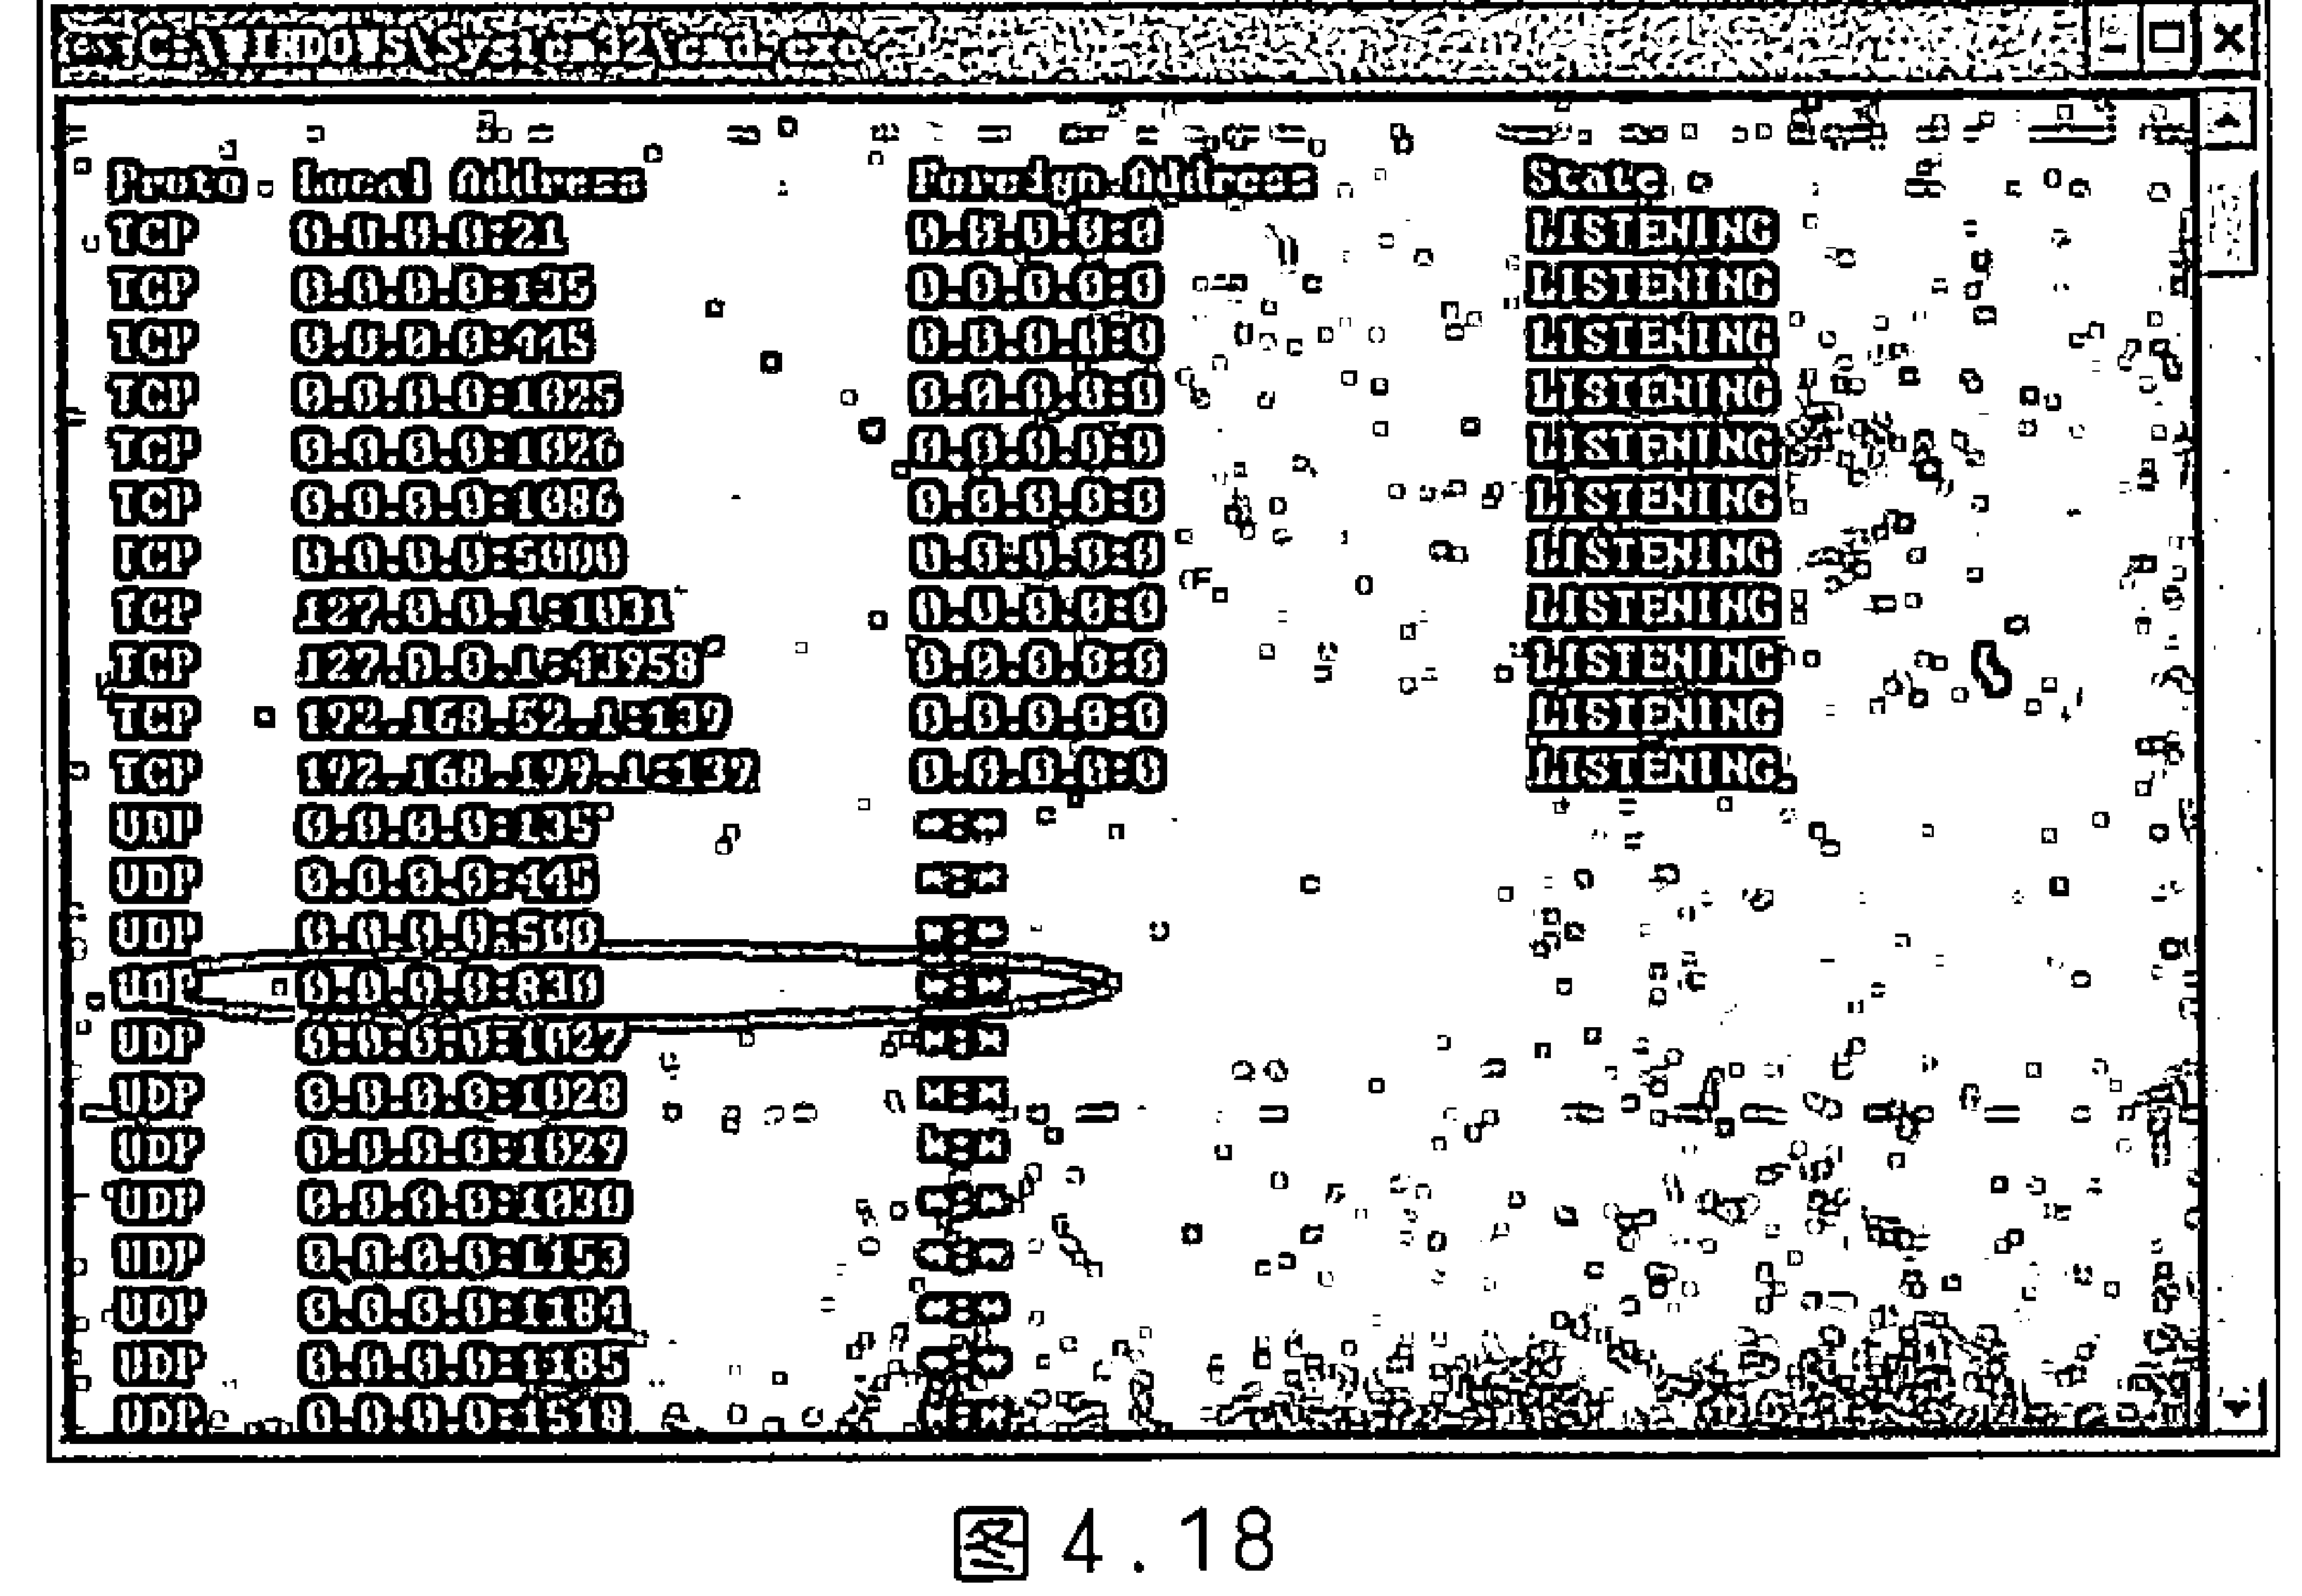 C:\WINDOWS\System32\cmd.exe
Proto Local Address Foreign Address State
TCP 0.0.0.0:21 0.0.0.0:0 LISTENING
TCP 0.0.0.0:135 0.0.0.0:0 LISTENING
TCP 0.0.0.0:445 0.0.0.0:0 LISTENING
TCP 0.0.0.0:1025 0.0.0.0:0 LISTENING
TCP 0.0.0.0:1026 0.0.0.0:0 LISTENING
TCP 0.0.0.0:1086 0.0.0.0:0 LISTENING
TCP 0.0.0.0:5000 0.0.0.0:0 LISTENING
TCP 127.0.0.1:1031 0.0.0.0:0 LISTENING
TCP 127.0.0.1:43958 0.0.0.0:0 LISTENING
TCP 192.168.52.1:139 0.0.0.0:0 LISTENING
TCP 192.168.199.1:139 0.0.0.0:0 LISTENING
UDP 0.0.0.0:135 *:*
UDP 0.0.0.0:445 *:*
UDP 0.0.0.0:500 *:*
UDP 0.0.0.0:830 *:*
UDP 0.0.0.0:1027 *:*
UDP 0.0.0.0:1028 *:*
UDP 0.0.0.0:1029 *:*
UDP 0.0.0.0:1030 *:*
UDP 0.0.0.0:1153 *:*
UDP 0.0.0.0:1184 *:*
UDP 0.0.0.0:1185 *:*
UDP 0.0.0.0:1518 *:*
图 4.18